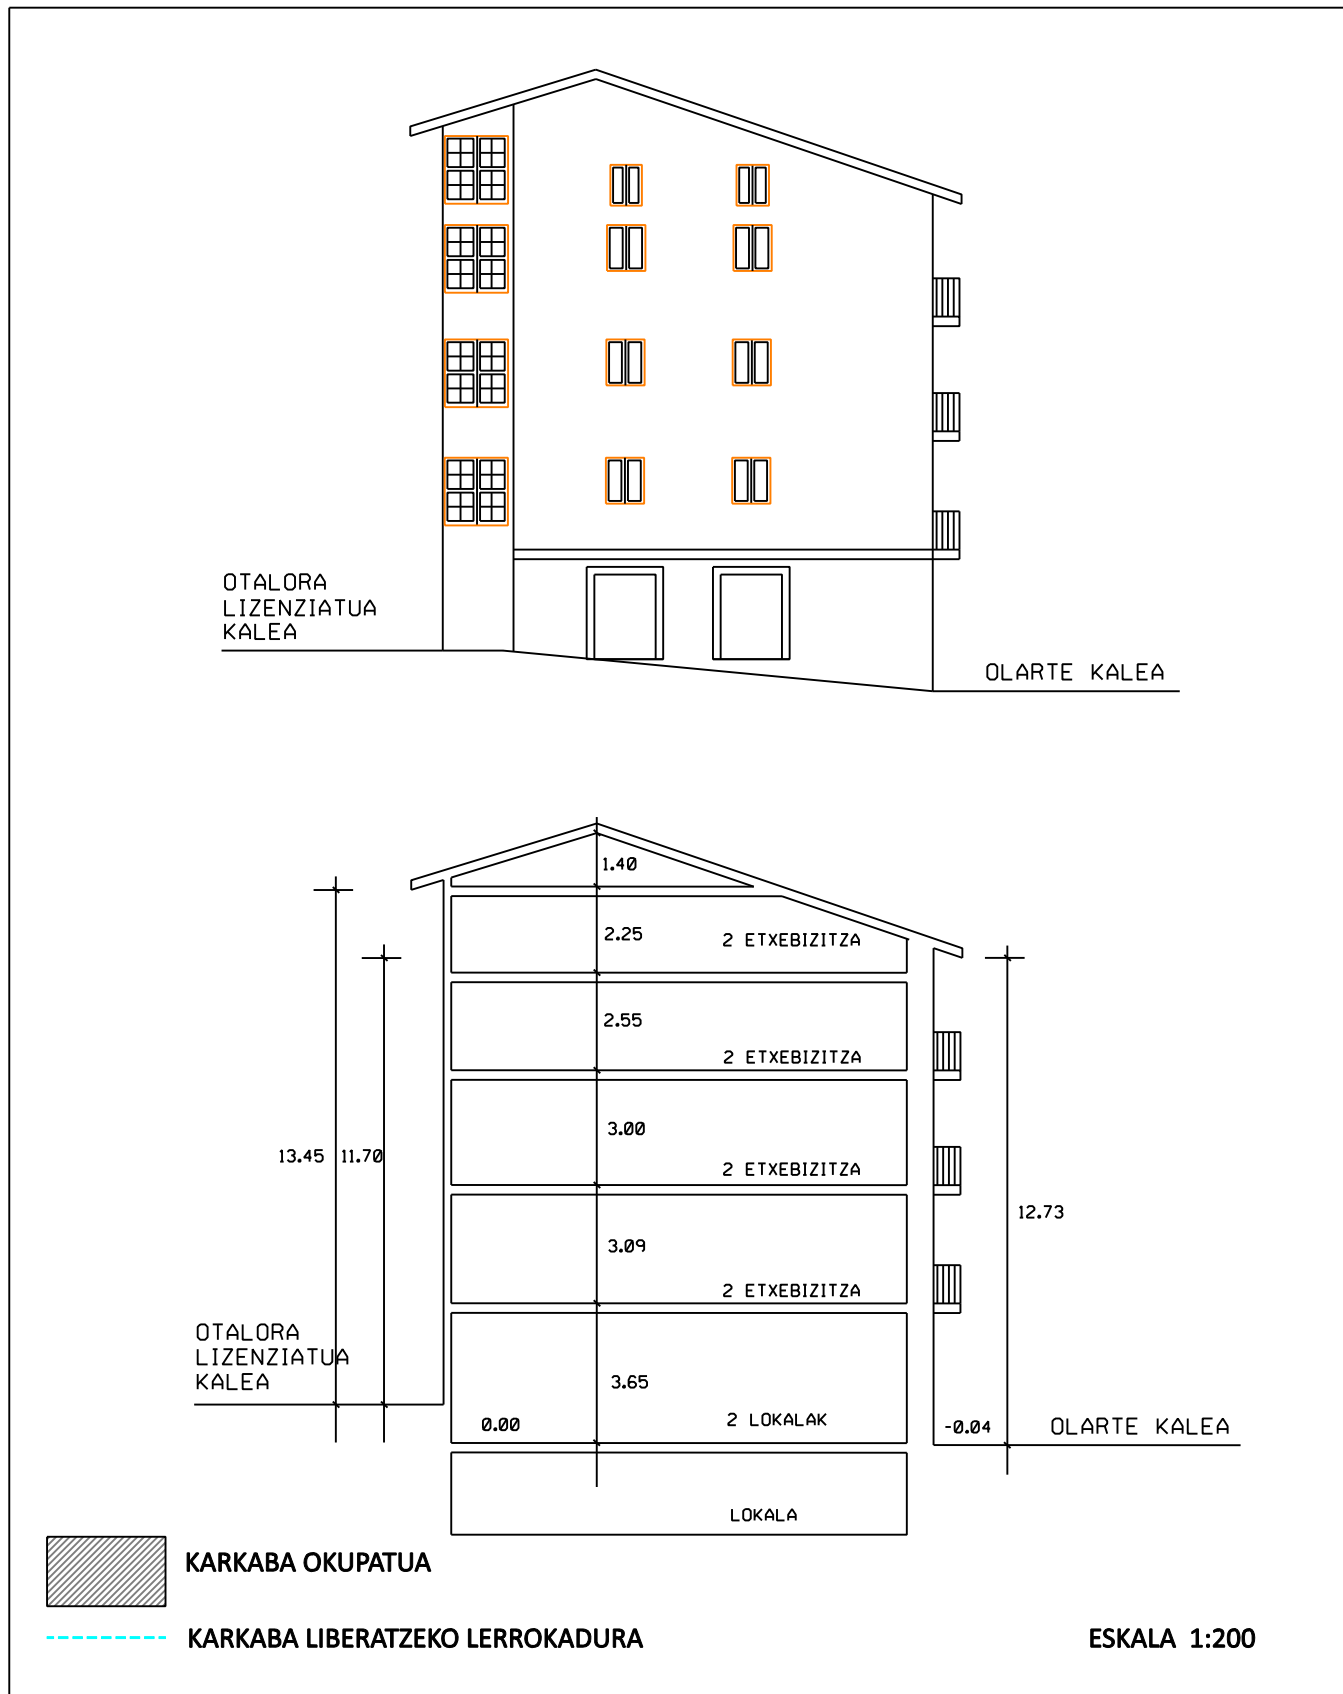 OTALORA
LIZENZIATUA
KALEA
OLARTE KALEA
1.40
2.25
2 ETXEBIZITZA
2.55
2 ETXEBIZITZA
3.00
2 ETXEBIZITZA
13.45
11.70
12.73
3.09
2 ETXEBIZITZA
OTALORA
LIZENZIATUA
KALEA
3.65
0.00
2 LOKALAK
-0.04
OLARTE KALEA
LOKALA
KARKABA OKUPATUA
KARKABA LIBERATZEKO LERROKADURA
ESKALA 1:200